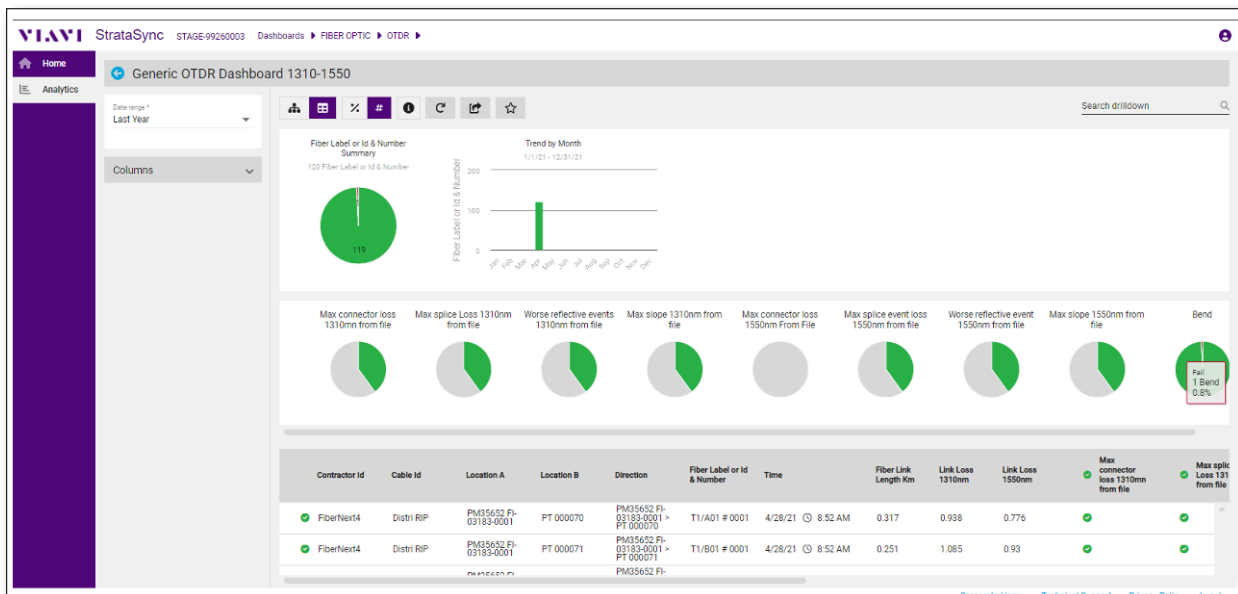 VIAVI StrataSync STAGE-99260003 Dashboards FIBER OPTIC OTDR
Home
Analytics
Generic OTDR Dashboard 1310-1550
Date range *
Last Year
Columns
Search drilldown
Fiber Label or Id & Number
Summary
120 Fiber Label or Id & Number
119
Trend by Month
1/1/21 - 12/31/21
Fiber Label or Id & Number
200
100
0
Jan Feb Mar Apr May Jun Jul Aug Sep Oct Nov Dec
Max connector loss
1310mn from file
Max splice Loss 1310nm
from file
Worse reflective events
1310nm from file
Max slope 1310nm from
file
Max connector loss
1550nm From File
Max splice event loss
1550nm from file
Worse reflective event
1550nm from file
Max slope 1550nm from
file
Bend
Fail
1 Bend
0.8%
Contractor Id
Cable Id
Location A
Location B
Direction
Fiber Label or Id
& Number
Time
Fiber Link
Length Km
Link Loss
1310nm
Link Loss
1550nm
Max
connector
loss 1310mn
from file
Max splic
Loss 131
from file
FiberNext4
Distri RIP
PM35652 FI-
03183-0001
PT 000070
PM35652 FI-
03183-0001 >
PT 000070
T1/A01 # 0001
4/28/21 8:52 AM
0.317
0.938
0.776
FiberNext4
Distri RIP
PM35652 FI-
03183-0001
PT 000071
PM35652 FI-
03183-0001 >
PT 000071
T1/B01 # 0001
4/28/21 8:52 AM
0.251
1.085
0.93
PM35652 FI-
PM35652 FI-